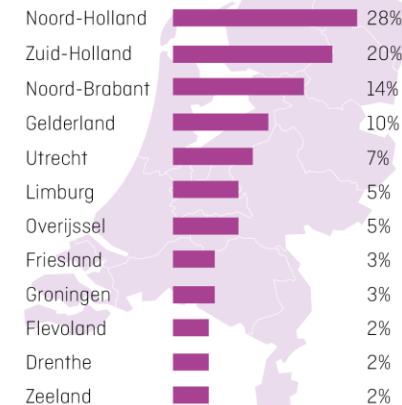 Noord-Holland 28%
Zuid-Holland 20%
Noord-Brabant 14%
Gelderland 10%
Utrecht 7%
Limburg 5%
Overijssel 5%
Friesland 3%
Groningen 3%
Flevoland 2%
Drenthe 2%
Zeeland 2%